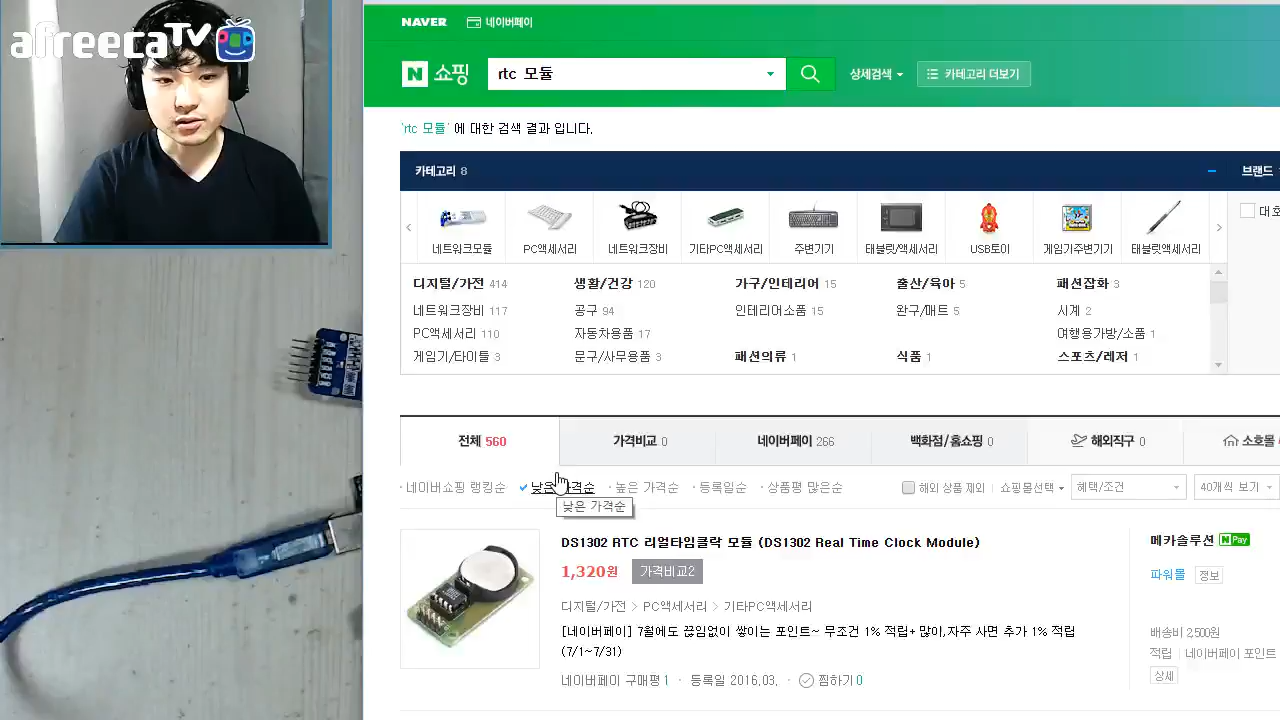 afreecaTV
NAVER 네이버페이
N 쇼핑 rtc 모듈 상세검색 카테고리 더보기
'rtc 모듈' 에 대한 검색 결과 입니다.
카테고리 8 브랜드
네트워크모듈 PC액세서리 네트워크장비 기타PC액세서리 주변기기 태블릿/액세서리 USB토이 게임기주변기기 태블릿액세서리
디지털/가전 414 생활/건강 120 가구/인테리어 15 출산/육아 5 패션잡화 3
네트워크장비 117 공구 94 인테리어소품 15 완구/매트 5 시계 2
PC액세서리 110 자동차용품 17 여행용가방/소품 1
게임기/타이틀 3 문구/사무용품 3 패션의류 1 식품 1 스포츠/레저 1
전체 560 가격비교 0 네이버페이 266 백화점/홈쇼핑 0 해외직구 0 소호몰
네이버쇼핑 랭킹순 낮은 가격순 높은 가격순 등록일순 상품평 많은순 해외 상품 제외 쇼핑몰선택 혜택/조건 40개씩 보기
낮은 가격순
DS1302 RTC 리얼타임클락 모듈 (DS1302 Real Time Clock Module)
1,320원 가격비교2
디지털/가전 > PC액세서리 > 기타PC액세서리
[네이버페이] 7월에도 끊임없이 쌓이는 포인트~ 무조건 1% 적립+ 많이,자주 사면 추가 1% 적립
(7/1~7/31)
네이버페이 구매평 1 · 등록일 2016.03. · 찜하기 0
메카솔루션 N Pay
파워몰 정보
배송비 2,500원
적립 네이버페이 포인트
상세